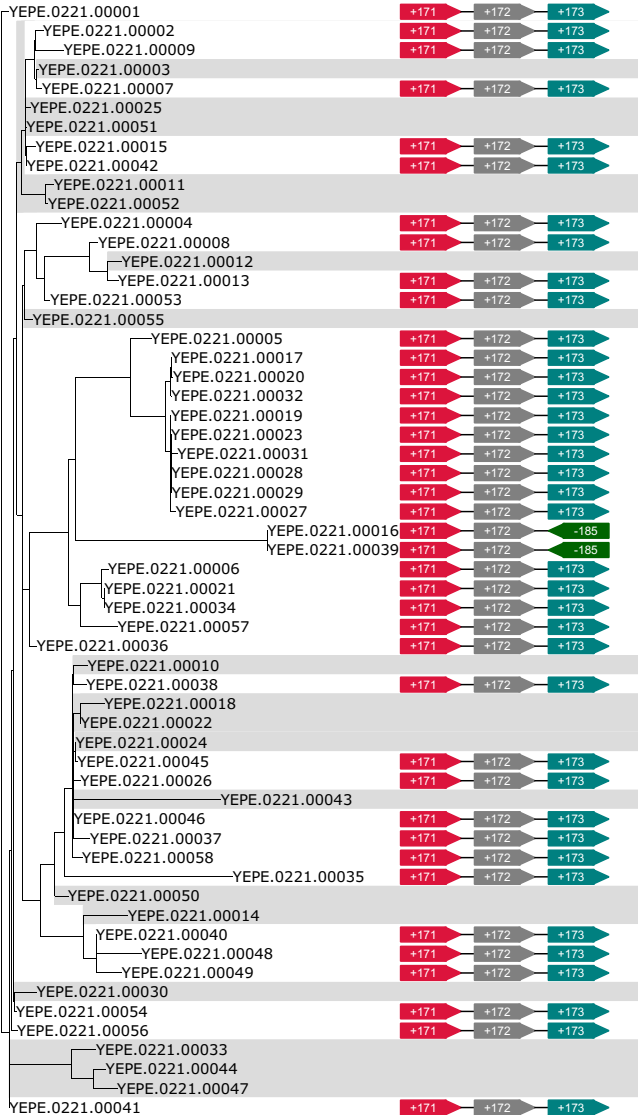 YEPE.0221.00001 +171 +172 +173
YEPE.0221.00002 +171 +172 +173
YEPE.0221.00009 +171 +172 +173
YEPE.0221.00003
YEPE.0221.00007 +171 +172 +173
YEPE.0221.00025
YEPE.0221.00051
YEPE.0221.00015 +171 +172 +173
YEPE.0221.00042 +171 +172 +173
YEPE.0221.00011
YEPE.0221.00052
YEPE.0221.00004 +171 +172 +173
YEPE.0221.00008 +171 +172 +173
YEPE.0221.00012
YEPE.0221.00013 +171 +172 +173
YEPE.0221.00053 +171 +172 +173
YEPE.0221.00055
YEPE.0221.00005 +171 +172 +173
YEPE.0221.00017 +171 +172 +173
YEPE.0221.00020 +171 +172 +173
YEPE.0221.00032 +171 +172 +173
YEPE.0221.00019 +171 +172 +173
YEPE.0221.00023 +171 +172 +173
YEPE.0221.00031 +171 +172 +173
YEPE.0221.00028 +171 +172 +173
YEPE.0221.00029 +171 +172 +173
YEPE.0221.00027 +171 +172 +173
YEPE.0221.00016 +171 +172 -185
YEPE.0221.00039 +171 +172 -185
YEPE.0221.00006 +171 +172 +173
YEPE.0221.00021 +171 +172 +173
YEPE.0221.00034 +171 +172 +173
YEPE.0221.00057 +171 +172 +173
YEPE.0221.00036 +171 +172 +173
YEPE.0221.00010
YEPE.0221.00038 +171 +172 +173
YEPE.0221.00018
YEPE.0221.00022
YEPE.0221.00024
YEPE.0221.00045 +171 +172 +173
YEPE.0221.00026 +171 +172 +173
YEPE.0221.00043
YEPE.0221.00046 +171 +172 +173
YEPE.0221.00037 +171 +172 +173
YEPE.0221.00058 +171 +172 +173
YEPE.0221.00035 +171 +172 +173
YEPE.0221.00050
YEPE.0221.00014
YEPE.0221.00040 +171 +172 +173
YEPE.0221.00048 +171 +172 +173
YEPE.0221.00049 +171 +172 +173
YEPE.0221.00030
YEPE.0221.00054 +171 +172 +173
YEPE.0221.00056 +171 +172 +173
YEPE.0221.00033
YEPE.0221.00044
YEPE.0221.00047
YEPE.0221.00041 +171 +172 +173